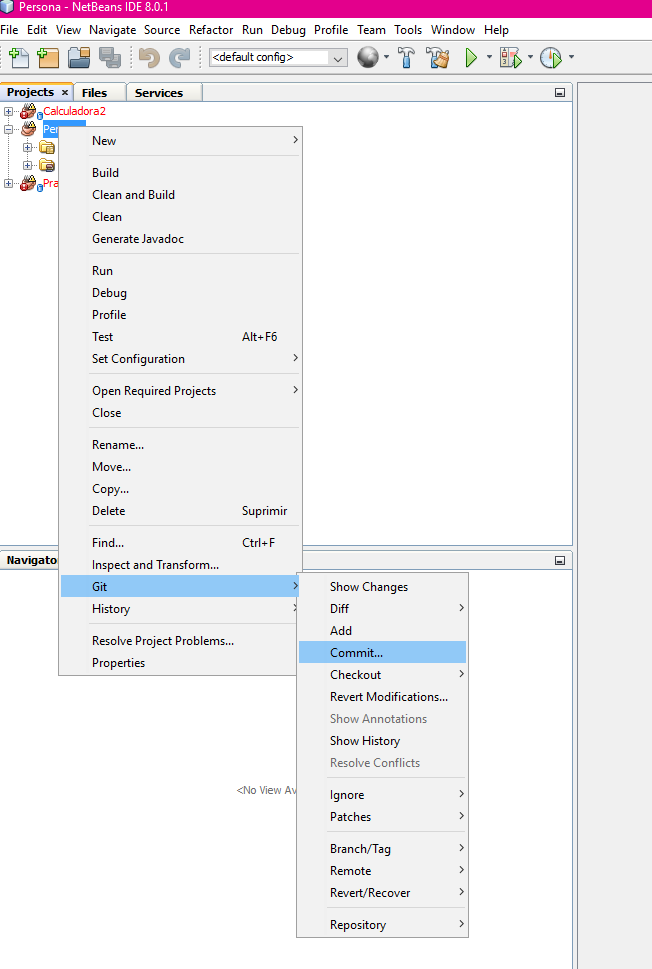 Persona - NetBeans IDE 8.0.1
File Edit View Navigate Source Refactor Run Debug Profile Team Tools Window Help
<default config>
Projects × Files Services
Calculadora2
Per
Pra
New
Build
Clean and Build
Clean
Generate Javadoc
Run
Debug
Profile
Test Alt+F6
Set Configuration
Open Required Projects
Close
Rename...
Move...
Copy...
Delete Suprimir
Find... Ctrl+F
Inspect and Transform...
Git
History
Resolve Project Problems...
Properties
Navigato
Show Changes
Diff
Add
Commit...
Checkout
Revert Modifications...
Show Annotations
Show History
Resolve Conflicts
Ignore
Patches
Branch/Tag
Remote
Revert/Recover
Repository
<No View Av